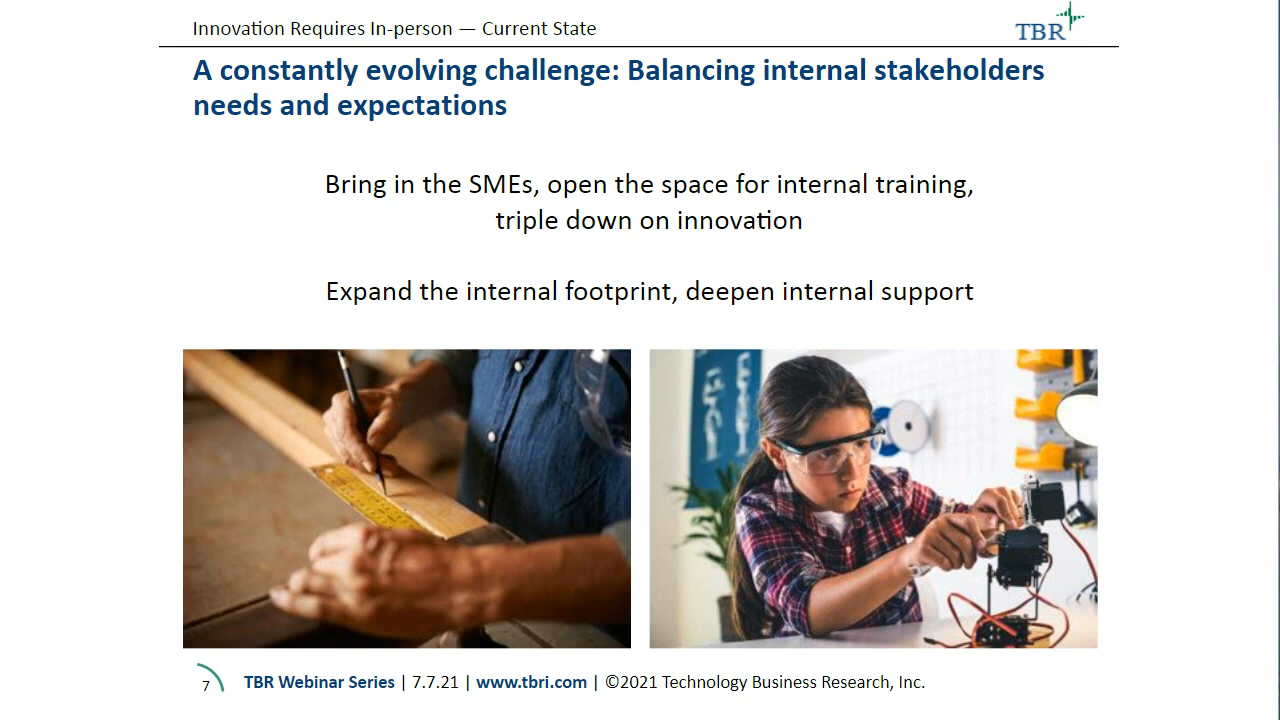 Innovation Requires In-person — Current State
TBR
A constantly evolving challenge: Balancing internal stakeholders
needs and expectations
Bring in the SMEs, open the space for internal training,
triple down on innovation
Expand the internal footprint, deepen internal support
7
TBR Webinar Series | 7.7.21 | www.tbri.com | ©2021 Technology Business Research, Inc.